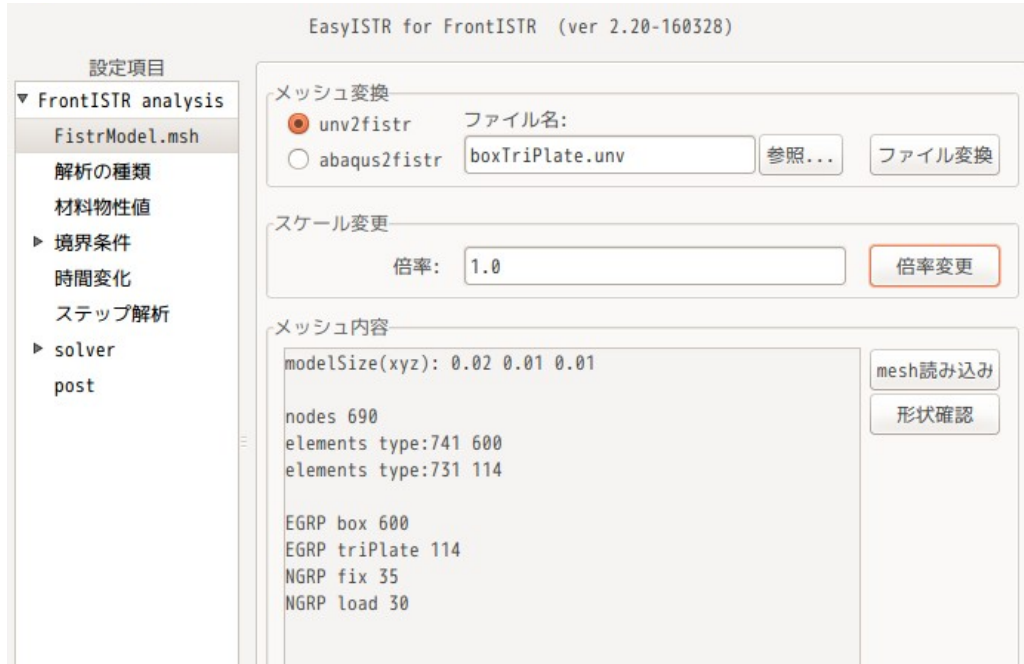 EasyISTR for FrontISTR (ver 2.20-160328)
設定項目
FrontISTR analysis
FistrModel.msh
解析の種類
材料物性値
境界条件
時間変化
ステップ解析
solver
post
メッシュ変換
unv2fistr
abaqus2fistr
ファイル名:
boxTriPlate.unv
参照...
ファイル変換
スケール変更
倍率:
1.0
倍率変更
メッシュ内容
modelSize(xyz): 0.02 0.01 0.01
nodes 690
elements type:741 600
elements type:731 114
EGRP box 600
EGRP triPlate 114
NGRP fix 35
NGRP load 30
mesh読み込み
形状確認